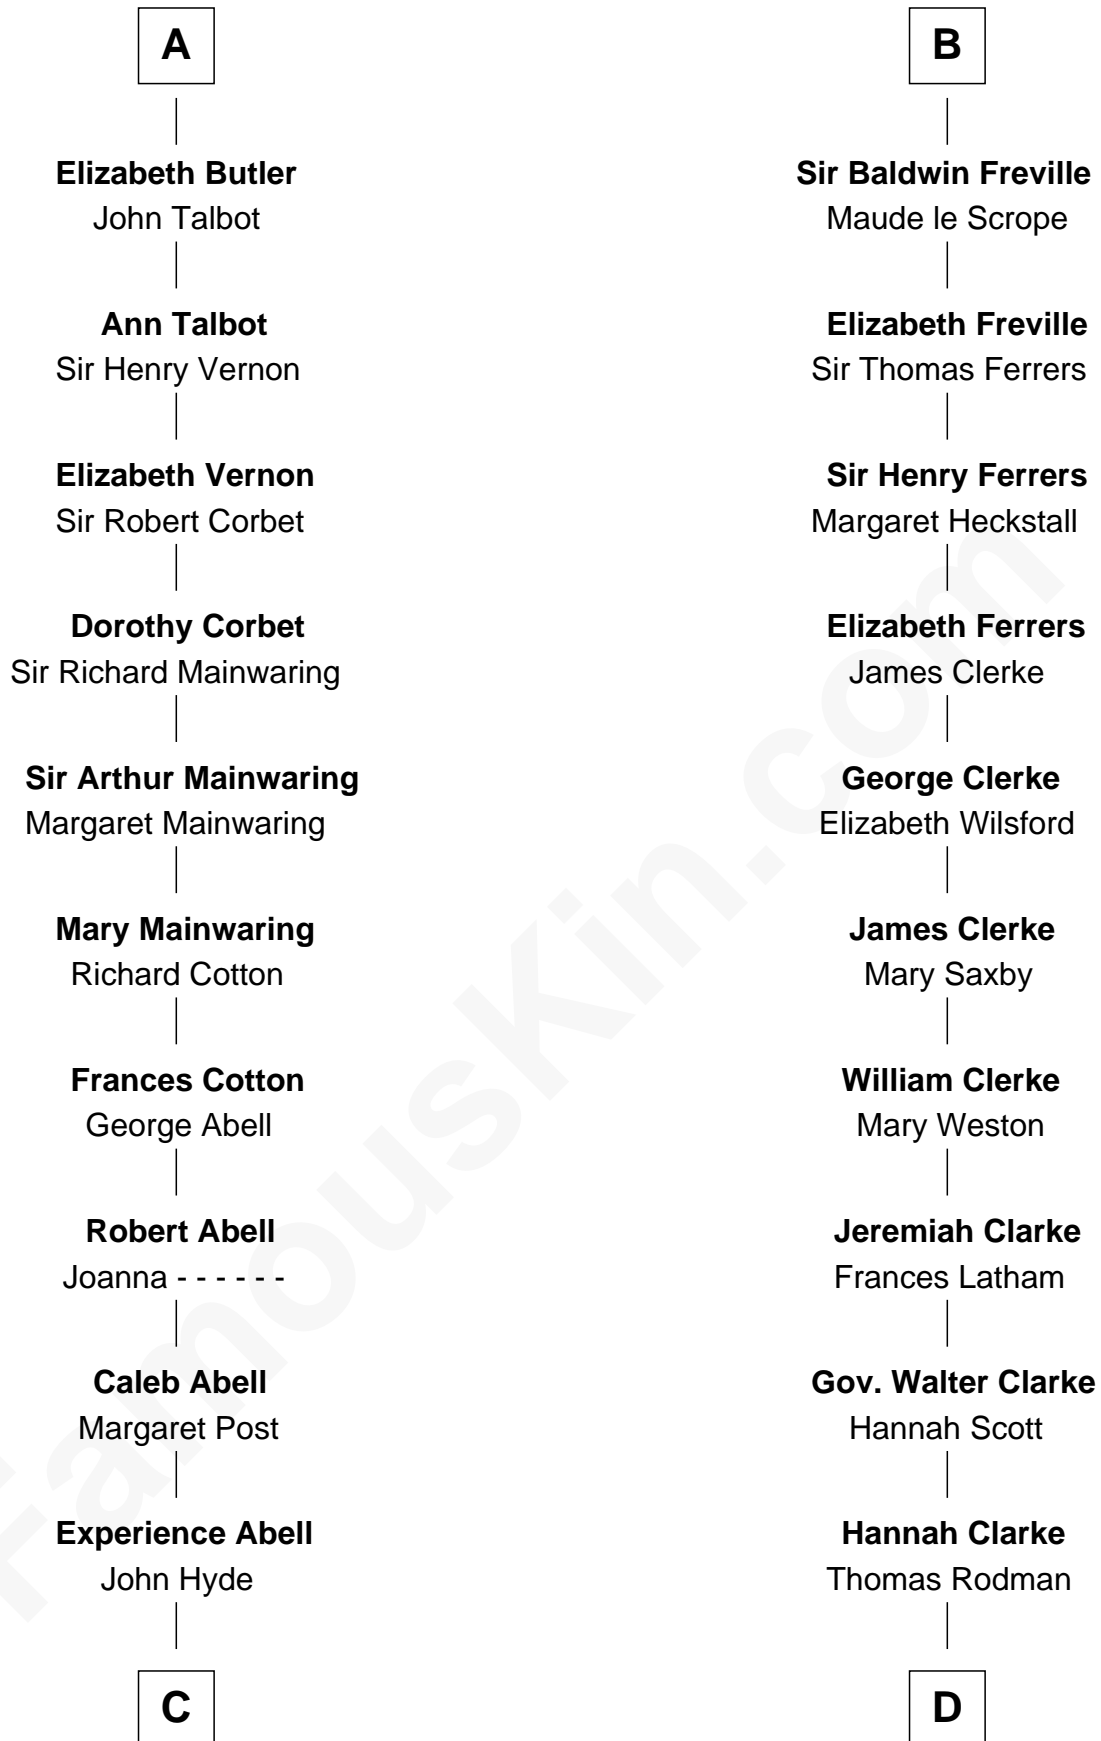 A
Elizabeth Butler
John Talbot
Ann Talbot
Sir Henry Vernon
Elizabeth Vernon
Sir Robert Corbet
Dorothy Corbet
Sir Richard Mainwaring
Sir Arthur Mainwaring
Margaret Mainwaring
Mary Mainwaring
Richard Cotton
Frances Cotton
George Abell
Robert Abell
Joanna - - - - - -
Caleb Abell
Margaret Post
Experience Abell
John Hyde
C
B
Sir Baldwin Freville
Maude le Scrope
Elizabeth Freville
Sir Thomas Ferrers
Sir Henry Ferrers
Margaret Heckstall
Elizabeth Ferrers
James Clerke
George Clerke
Elizabeth Wilsford
James Clerke
Mary Saxby
William Clerke
Mary Weston
Jeremiah Clarke
Frances Latham
Gov. Walter Clarke
Hannah Scott
Hannah Clarke
Thomas Rodman
D
FamousKin.com